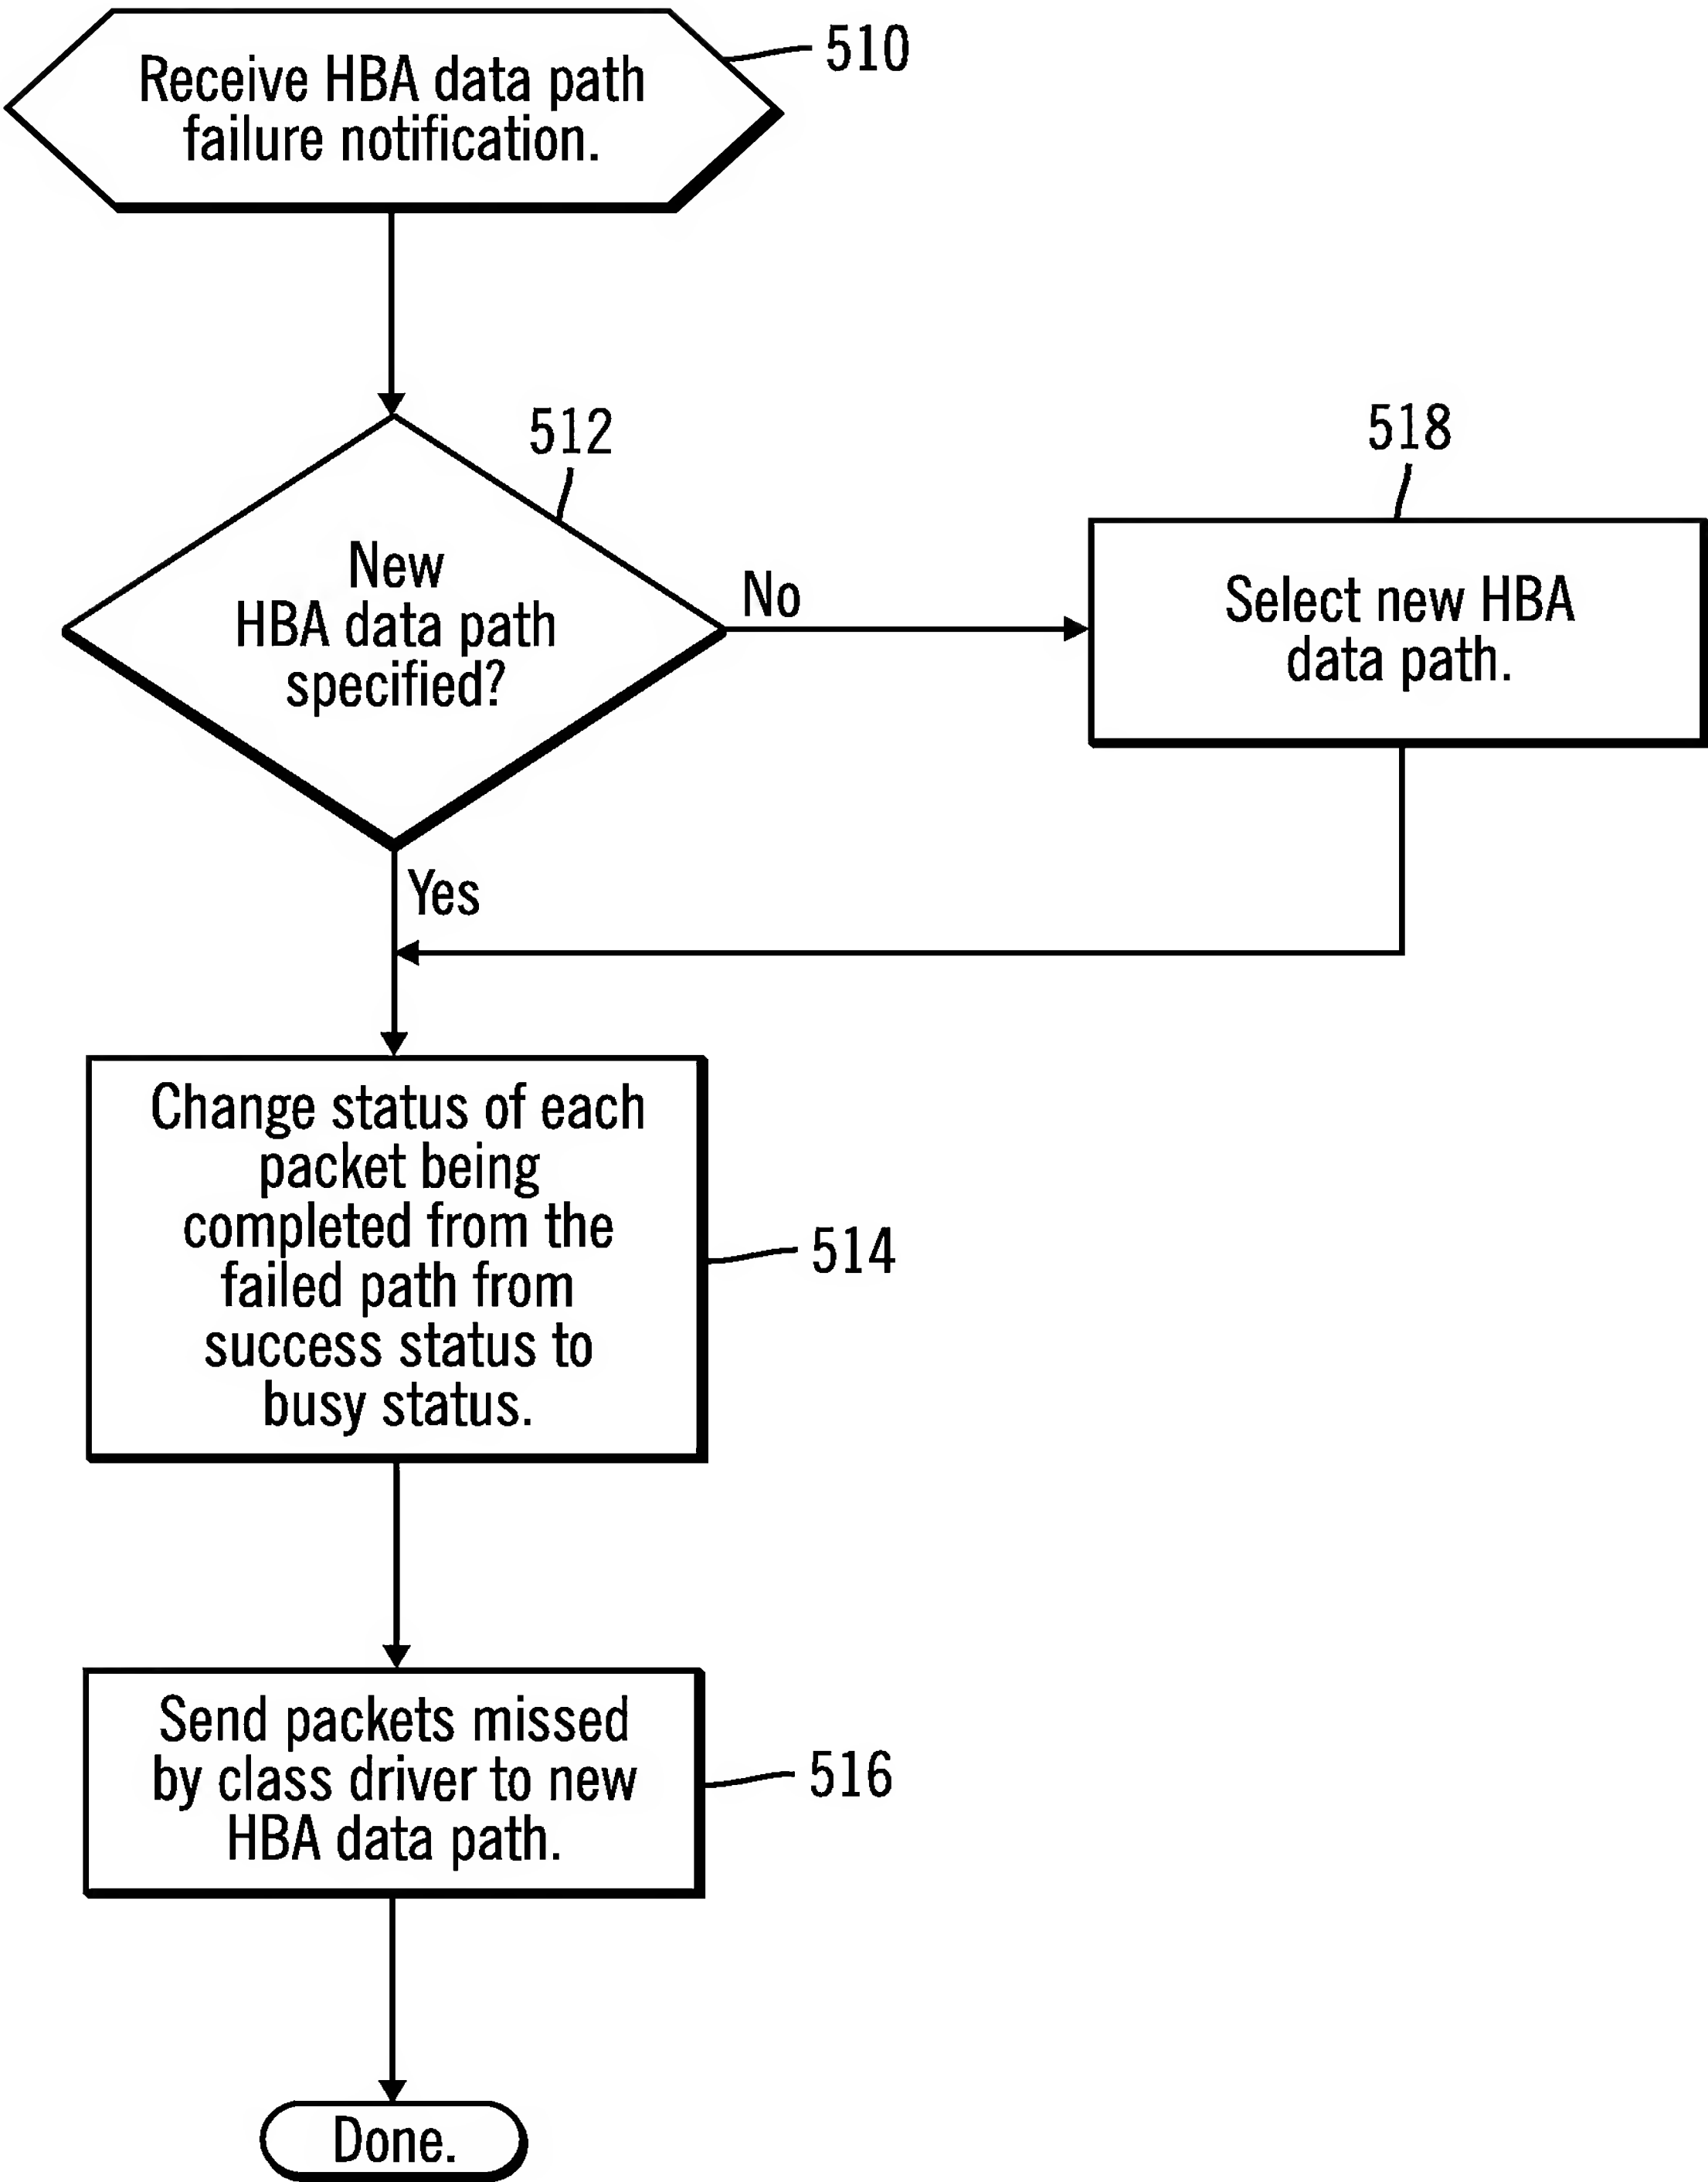 Receive HBA data path
failure notification.
510
512
New
HBA data path
specified?
No
518
Select new HBA
data path.
Yes
Change status of each
packet being
completed from the
failed path from
success status to
busy status.
514
Send packets missed
by class driver to new
HBA data path.
516
Done.